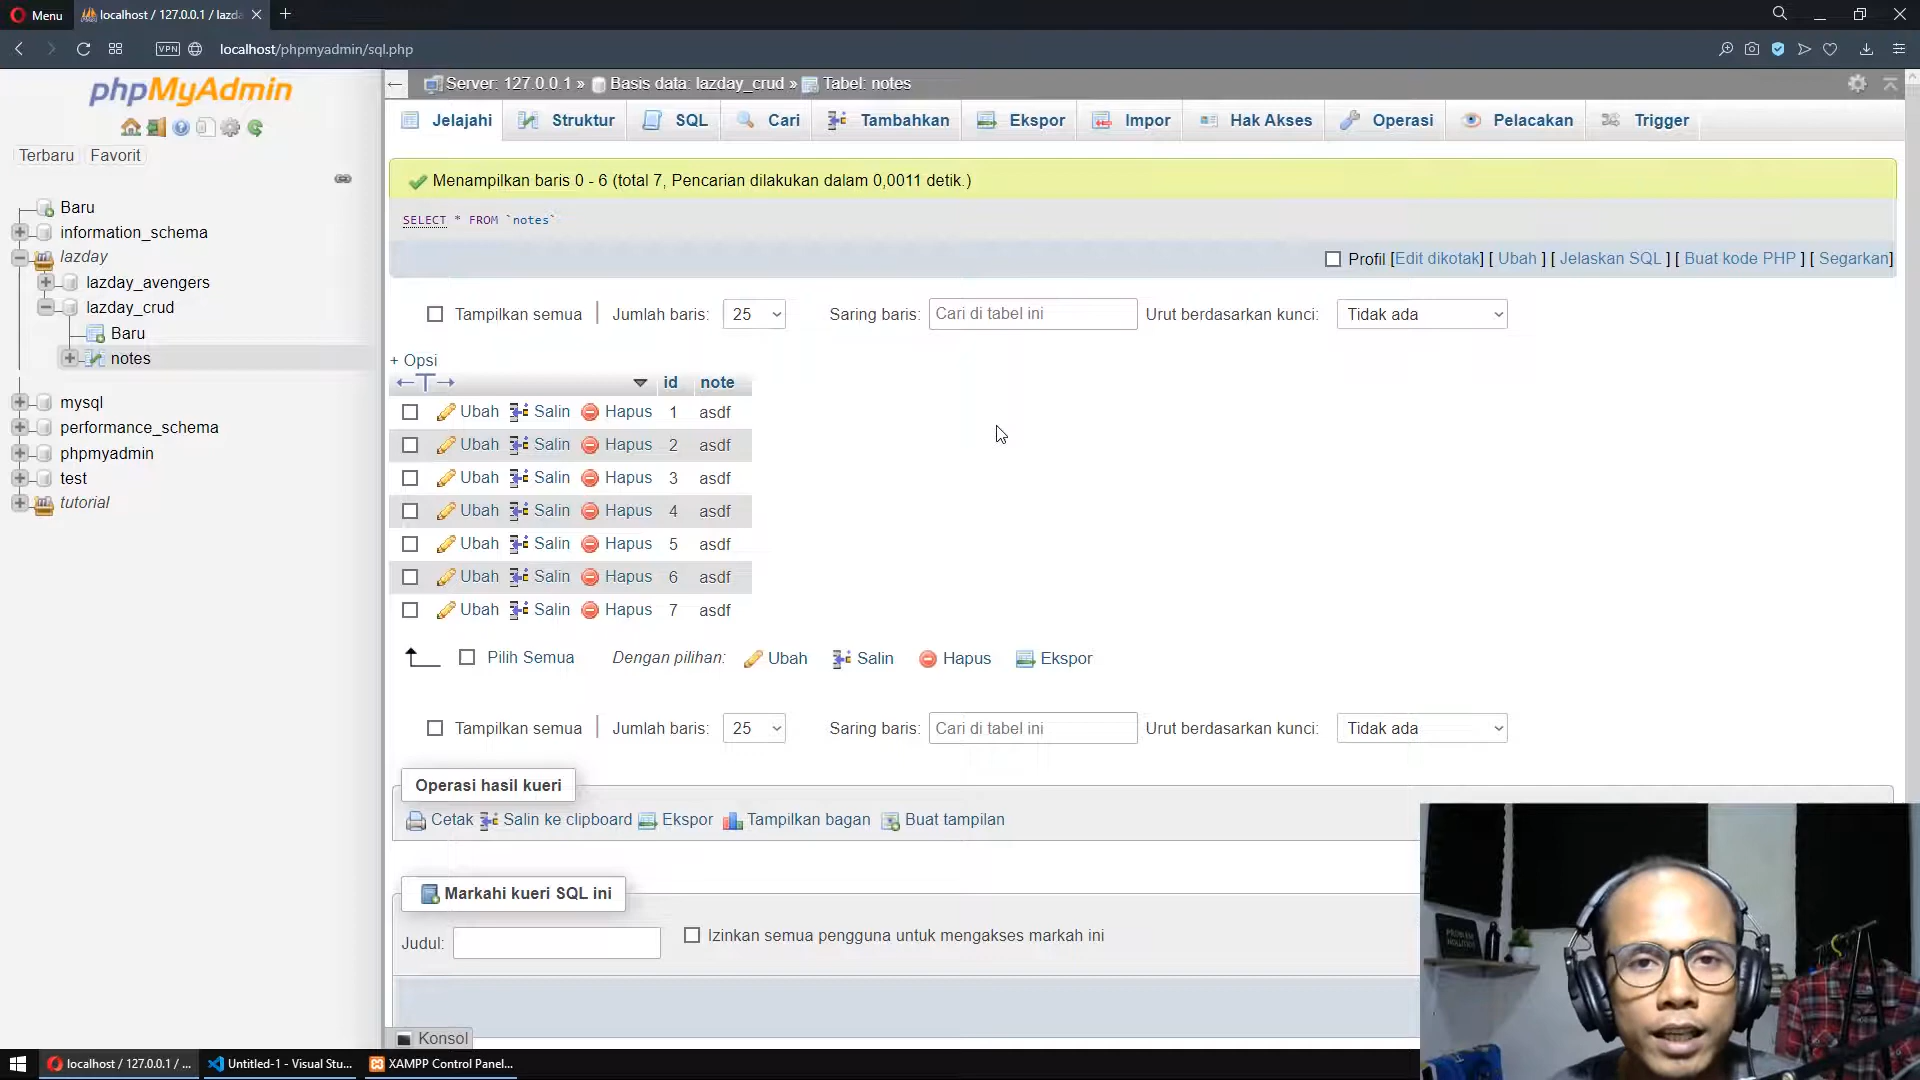 Menu
localhost / 127.0.0.1 / lazda
VPN
localhost/phpmyadmin/sql.php
phpMyAdmin
Terbaru Favorit
Baru
information_schema
lazday
lazday_avengers
lazday_crud
Baru
notes
mysql
performance_schema
phpmyadmin
test
tutorial
Server: 127.0.0.1 » Basis data: lazday_crud » Tabel: notes
Jelajahi Struktur SQL Cari Tambahkan Ekspor Impor Hak Akses Operasi Pelacakan Trigger
Menampilkan baris 0 - 6 (total 7, Pencarian dilakukan dalam 0,0011 detik.)
SELECT * FROM `notes`
Profil [Edit dikotak] [ Ubah ] [ Jelaskan SQL ] [ Buat kode PHP ] [ Segarkan]
Tampilkan semua Jumlah baris: 25 Saring baris: Cari di tabel ini Urut berdasarkan kunci: Tidak ada
+ Opsi
←T→ id note
Ubah Salin Hapus 1 asdf
Ubah Salin Hapus 2 asdf
Ubah Salin Hapus 3 asdf
Ubah Salin Hapus 4 asdf
Ubah Salin Hapus 5 asdf
Ubah Salin Hapus 6 asdf
Ubah Salin Hapus 7 asdf
Pilih Semua Dengan pilihan: Ubah Salin Hapus Ekspor
Tampilkan semua Jumlah baris: 25 Saring baris: Cari di tabel ini Urut berdasarkan kunci: Tidak ada
Operasi hasil kueri
Cetak Salin ke clipboard Ekspor Tampilkan bagan Buat tampilan
Markahi kueri SQL ini
Judul: Izinkan semua pengguna untuk mengakses markah ini
Konsol
localhost / 127.0.0.1 / ... Untitled-1 - Visual Stu... XAMPP Control Panel...